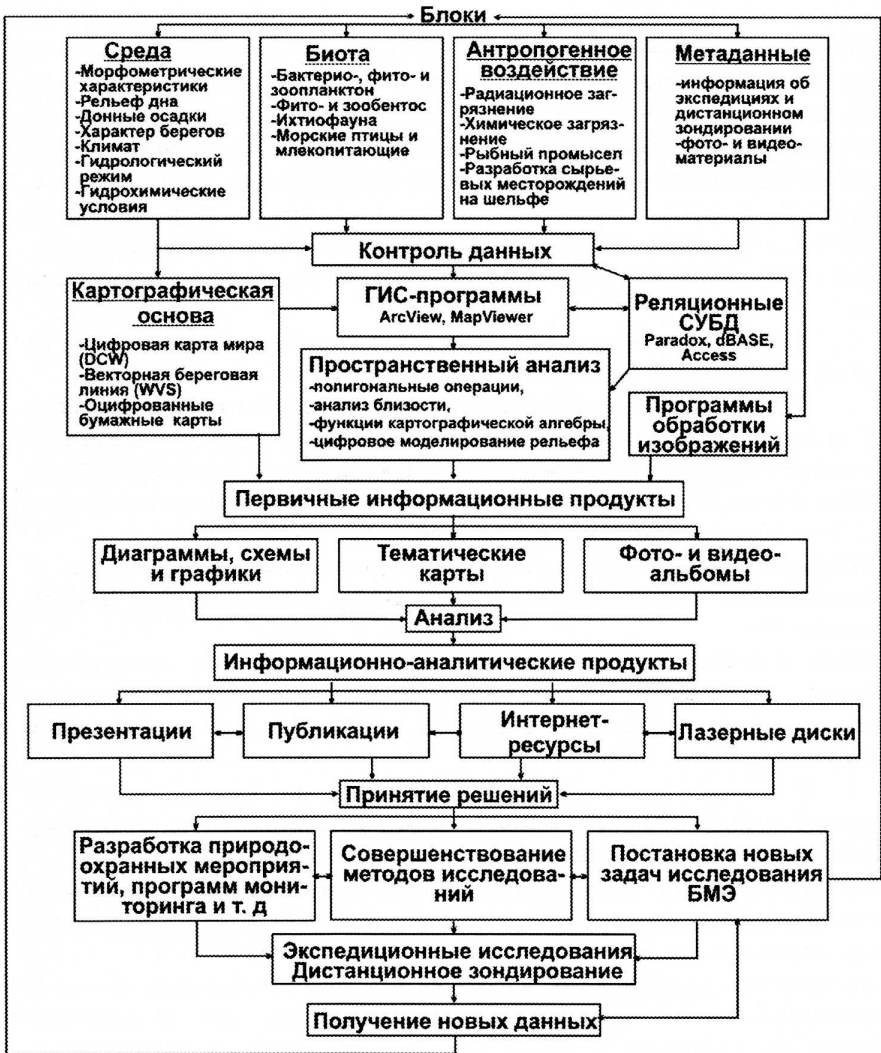 Блоки
Среда
-Морфометрические
характеристики
-Рельеф дна
-Донные осадки
-Характер берегов
-Климат
-Гидрологический
режим
-Гидрохимические
условия
Биота
-Бактерио-, фито- и
зоопланктон
-Фито- и зообентос
-Ихтиофауна
-Морские птицы и
млекопитающие
Антропогенное
воздействие
-Радиационное заг-
рязнение
-Химическое загряз-
нение
-Рыбный промысел
-Разработка сырье-
вых месторождений
на шельфе
Метаданные
-информация об
экспедициях и
дистанционном
зондировании
-фото- и видео-
материалы
Контроль данных
Картографическая
основа
-Цифровая карта мира
(DCW)
-Векторная береговая
линия (WVS)
-Оцифрованные
бумажные карты
ГИС-программы
ArcView, MapViewer
Реляционные
СУБД
Paradox, dBASE,
Access
Пространственный анализ
-полигональные операции,
-анализ близости,
-функции картографической алгебры,
-цифровое моделирование рельефа
Программы
обработки
изображений
Первичные информационные продукты
Диаграммы, схемы
и графики
Тематические
карты
Фото- и видео-
альбомы
Анализ
Информационно-аналитические продукты
Презентации
Публикации
Интернет-
ресурсы
Лазерные диски
Принятие решений
Разработка природо-
охранных мероприя-
тий, программ мони-
торинга и т. д
Совершенствование
методов исследова-
ний
Постановка новых
задач исследования
БМЭ
Экспедиционные исследования
Дистанционное зондирование
Получение новых данных